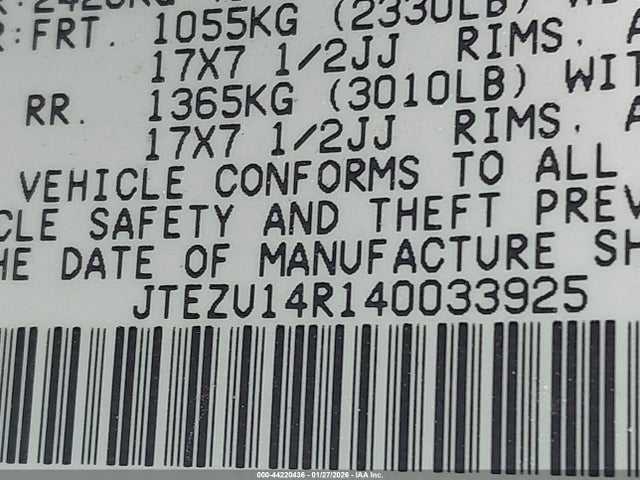 R:FRT. 1055KG (2330LB)
17X7 1/2JJ RIMS.
RR. 1365KG (3010LB) WIT
17X7 1/2JJ RIMS.
VEHICLE CONFORMS TO ALL
CLE SAFETY AND THEFT PREV
HE DATE OF MANUFACTURE SH
JTEZU14R140033925
000-44220436 - 01/27/2026 - IAA Inc.